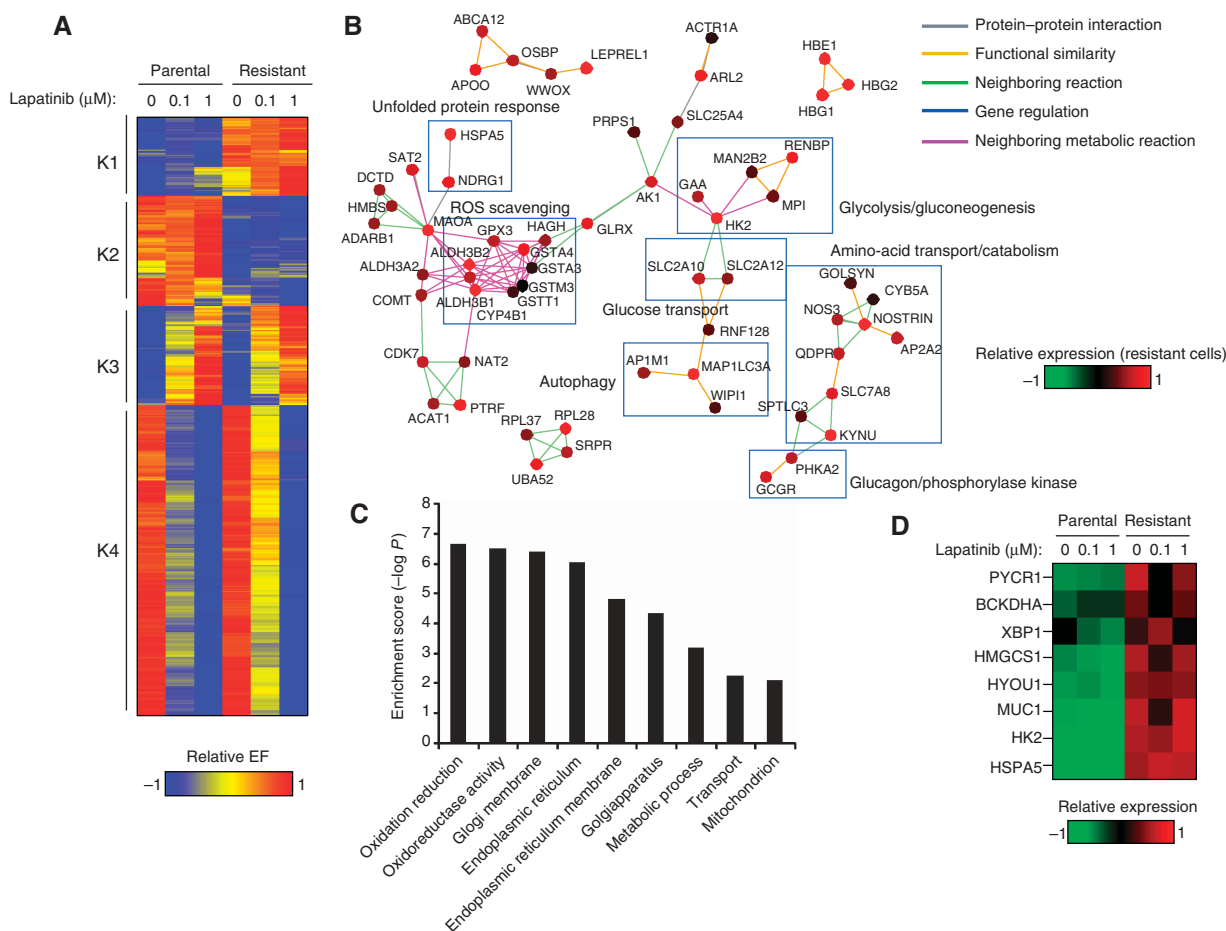 A
Parental Resistant
Lapatinib (μM): 0 0.1 1 0 0.1 1
K1
K2
K3
K4
Relative EF
–1 1
B
ABCA12
OSBP
LEPREL1
APOO
WWOX
ACTR1A
ARL2
SLC25A4
PRPS1
HBE1
HBG2
HBG1
Protein–protein interaction
Functional similarity
Neighboring reaction
Gene regulation
Neighboring metabolic reaction
Unfolded protein response
HSPA5
NDRG1
SAT2
DCTD
HMBS
ADARB1
MAOA
ROS scavenging
GPX3
HAGH
ALDH3B2
GSTA4
GSTA3
GSTM3
GSTT1
ALDH3A2
COMT
ALDH3B1
CYP4B1
GLRX
AK1
MAN2B2
RENBP
GAA
MPI
HK2
Glycolysis/gluconeogenesis
SLC2A10
SLC2A12
Glucose transport
RNF128
Amino-acid transport/catabolism
GOLSYN
CYB5A
NOS3
NOSTRIN
QDPR
AP2A2
SLC7A8
SPTLC3
KYNU
PHKA2
GCGR
Glucagon/phosphorylase kinase
CDK7
NAT2
ACAT1
PTRF
Autophagy
AP1M1
MAP1LC3A
WIPI1
RPL37
RPL28
SRPR
UBA52
Relative expression (resistant cells)
–1 1
C
Enrichment score (–log P)
8
7
6
5
4
3
2
1
0
Oxidation reduction
Oxidoreductase activity
Glogi membrane
Endoplasmic reticulum
Endoplasmic reticulum membrane
Golgiapparatus
Metabolic process
Transport
Mitochondrion
D
Parental Resistant
Lapatinib (μM): 0 0.1 1 0 0.1 1
PYCR1
BCKDHA
XBP1
HMGCS1
HYOU1
MUC1
HK2
HSPA5
Relative expression
–1 1